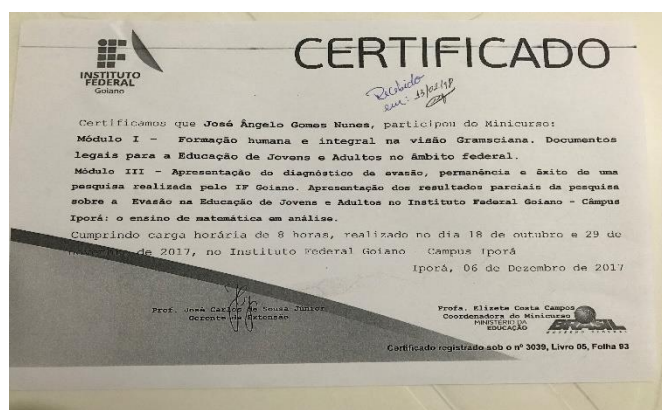 INSTITUTO
FEDERAL
Goiano
CERTIFICADO
Recebido
em: 13/02/18
Certificamos que José Ângelo Gomes Nunes, participou do Minicurso:
Módulo I – Formação humana e integral na visão Gramsciana. Documentos
legais para a Educação de Jovens e Adultos no âmbito federal.
Módulo III – Apresentação do diagnóstico de evasão, permanência e êxito de uma
pesquisa realizada pelo IF Goiano. Apresentação dos resultados parciais da pesquisa
sobre a Evasão na Educação de Jovens e Adultos no Instituto Federal Goiano - Câmpus
Iporá: o ensino de matemática em análise.
Cumprindo carga horária de 8 horas, realizado no dia 18 de outubro e 29 de
de 2017, no Instituto Federal Goiano Campus Iporá
Iporá, 06 de Dezembro de 2017
Prof. José Carlos de Sousa Junior
Gerente de Extensão
Profa. Elizete Costa Campos
Coordenadora do Minicurso
MINISTÉRIO DA
EDUCAÇÃO
BRASIL
Certificado registrado sob o nº 3039, Livro 05, Folha 93